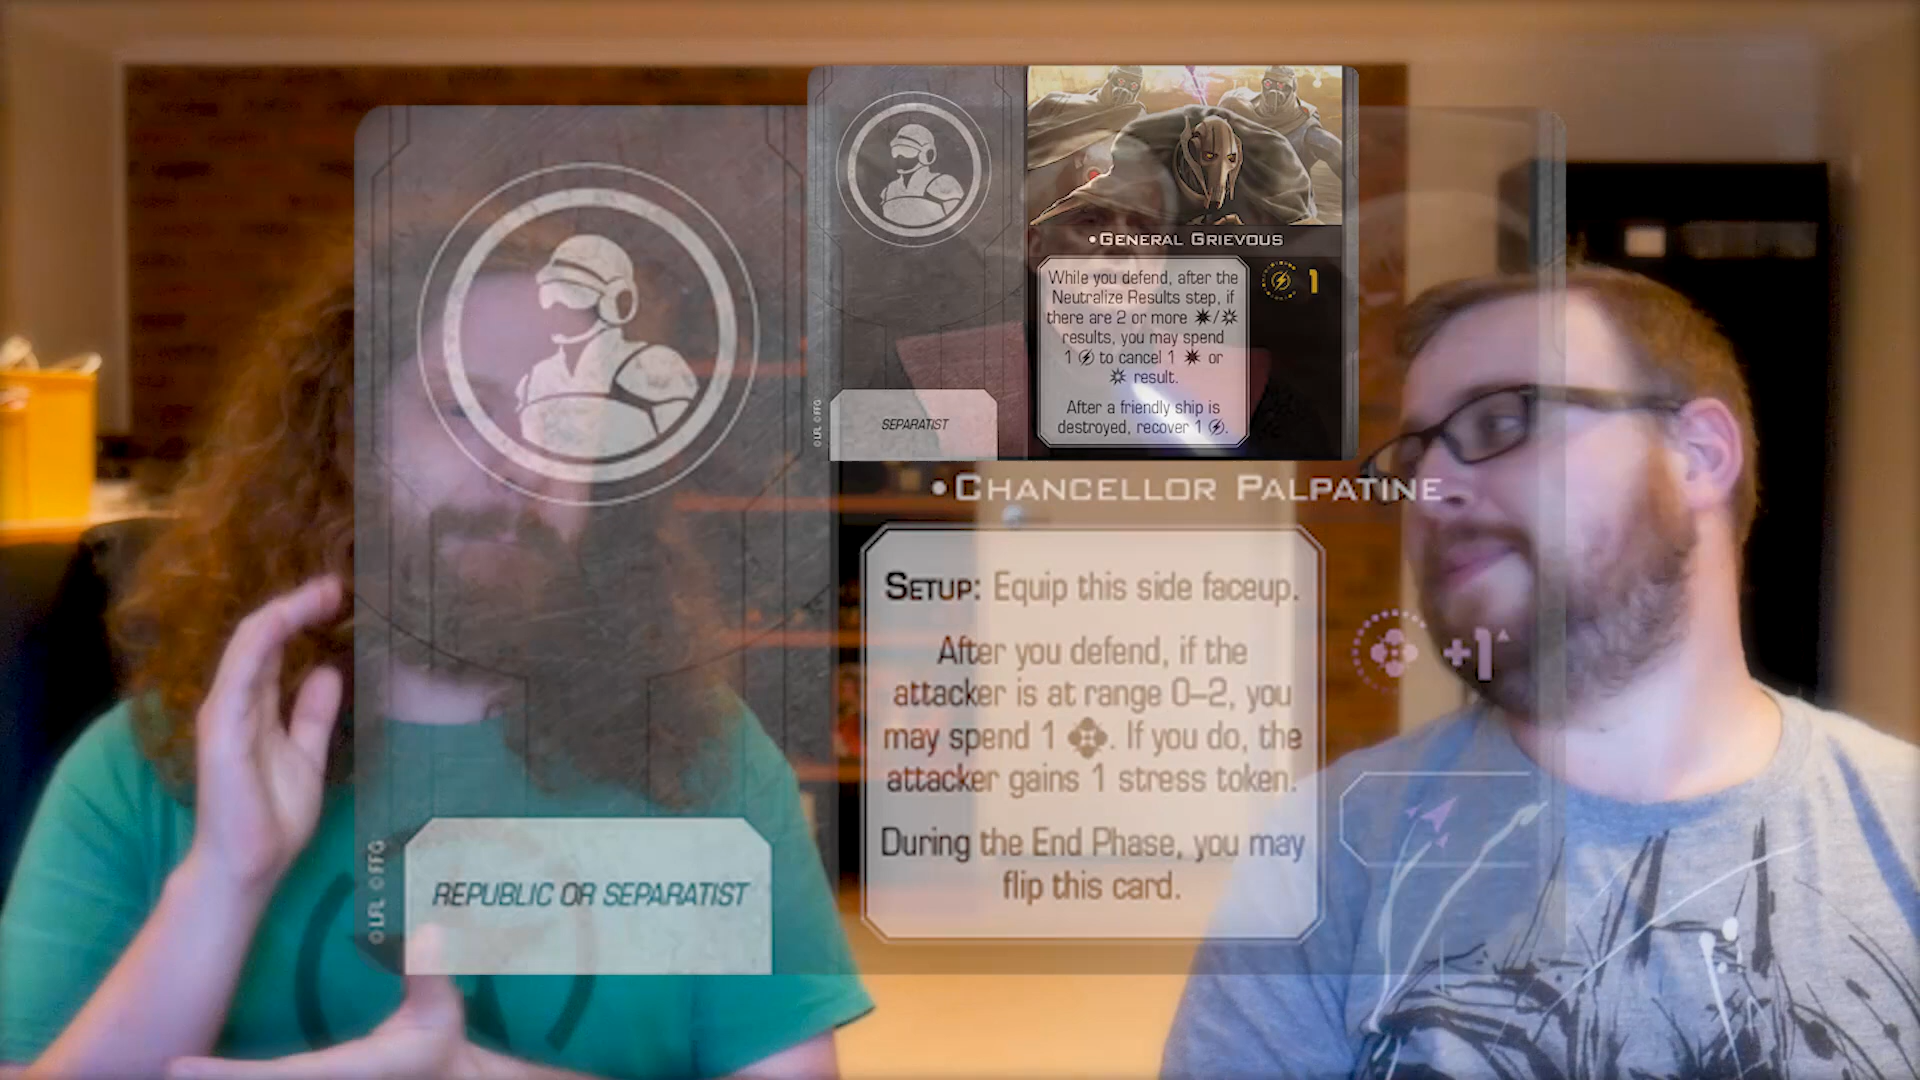 •General Grievous
While you defend, after the
Neutralize Results step, if
there are 2 or more /
results, you may spend
1 to cancel 1 or
result.
After a friendly ship is
destroyed, recover 1 .
1
SEPARATIST
©LFL ©FFG
•Chancellor Palpatine
Setup: Equip this side faceup.
After you defend, if the
attacker is at range 0–2, you
may spend 1 . If you do, the
attacker gains 1 stress token.
During the End Phase, you may
flip this card.
+1
REPUBLIC OR SEPARATIST
©LFL ©FFG